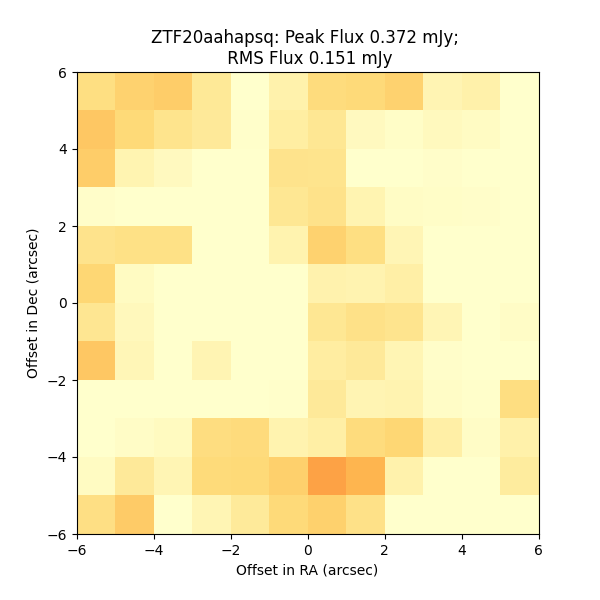 ZTF20aahapsq: Peak Flux 0.372 mJy;
RMS Flux 0.151 mJy
6
4
2
0
−2
−4
−6
Offset in Dec (arcsec)
−6 −4 −2 0 2 4 6
Offset in RA (arcsec)